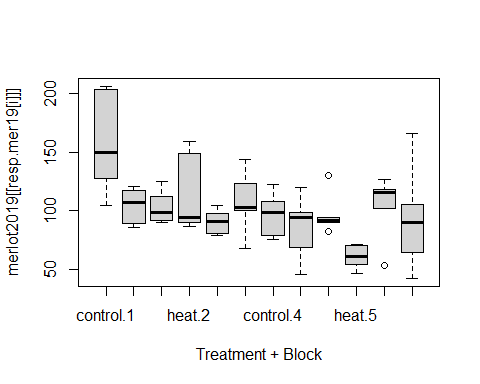 merlot2019[[resp.mer19[i]]]
200
150
100
50
control.1 heat.2 control.4 heat.5
Treatment + Block